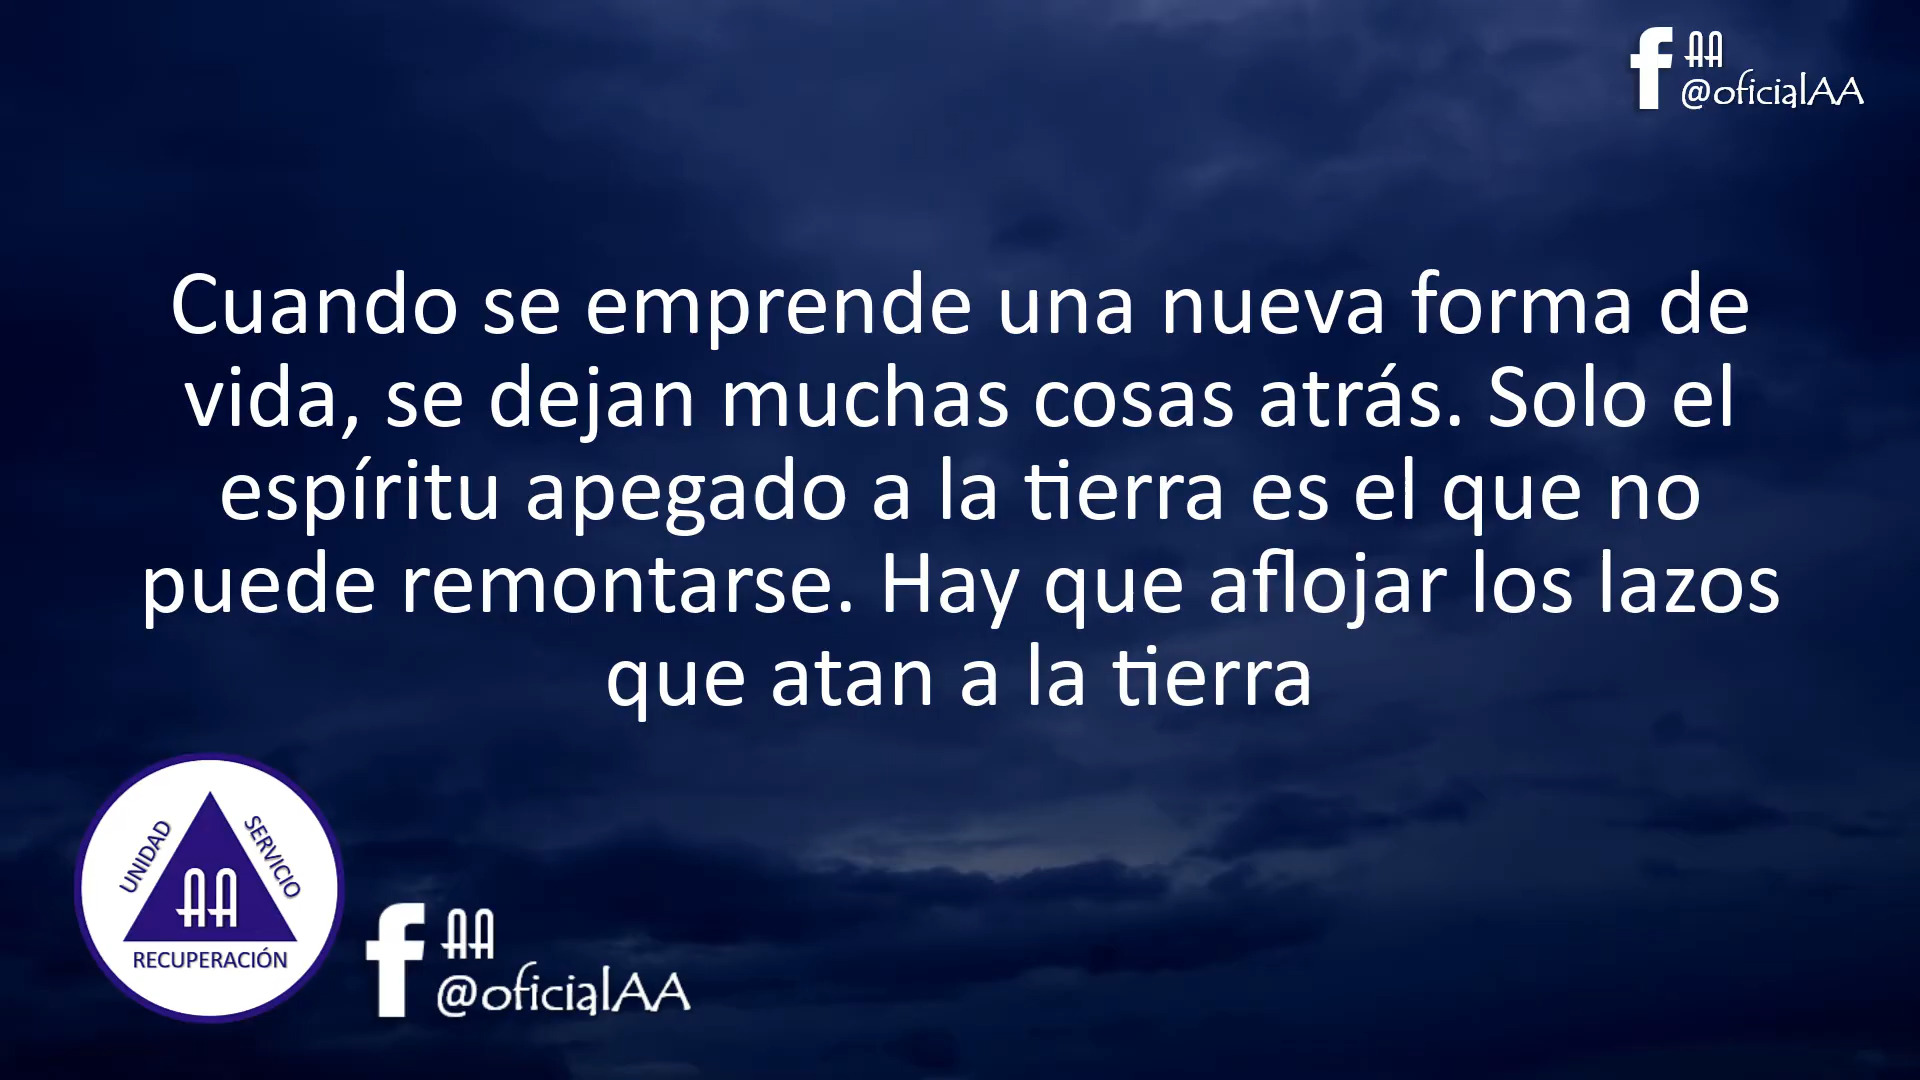 AA
@oficialAA
Cuando se emprende una nueva forma de
vida, se dejan muchas cosas atrás. Solo el
espíritu apegado a la tierra es el que no
puede remontarse. Hay que aflojar los lazos
que atan a la tierra
UNIDAD
SERVICIO
AA
RECUPERACIÓN
AA
@oficialAA